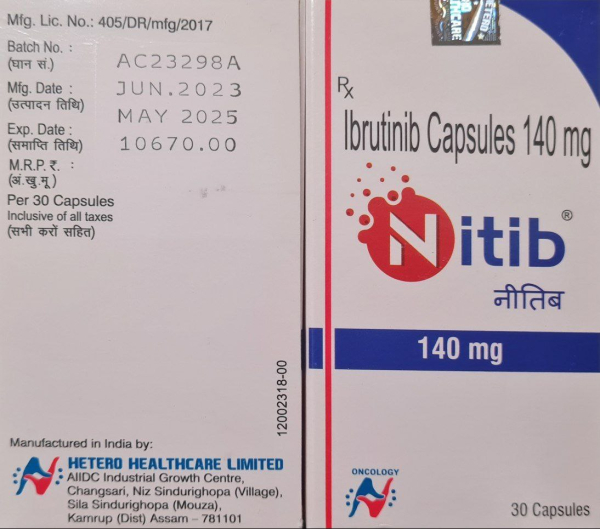 Mfg. Lic. No.: 405/DR/mfg/2017
Batch No. :
(घान सं.)
AC23298A
Mfg. Date :
(उत्पादन तिथि)
JUN.2023
Exp. Date :
(समाप्ति तिथि)
MAY 2025
M.R.P. ₹. :
(अं.खु.मू.)
10670.00
Per 30 Capsules
Inclusive of all taxes
(सभी करों सहित)
12002318-00
Manufactured in India by:
HETERO HEALTHCARE LIMITED
AIIDC Industrial Growth Centre,
Changsari, Niz Sindurighopa (Village),
Sila Sindurighopa (Mouza),
Kamrup (Dist) Assam – 781101
HETERO
HEALTHCARE
Rx
Ibrutinib Capsules 140 mg
Nitib®
नीतिब
140 mg
ONCOLOGY
30 Capsules